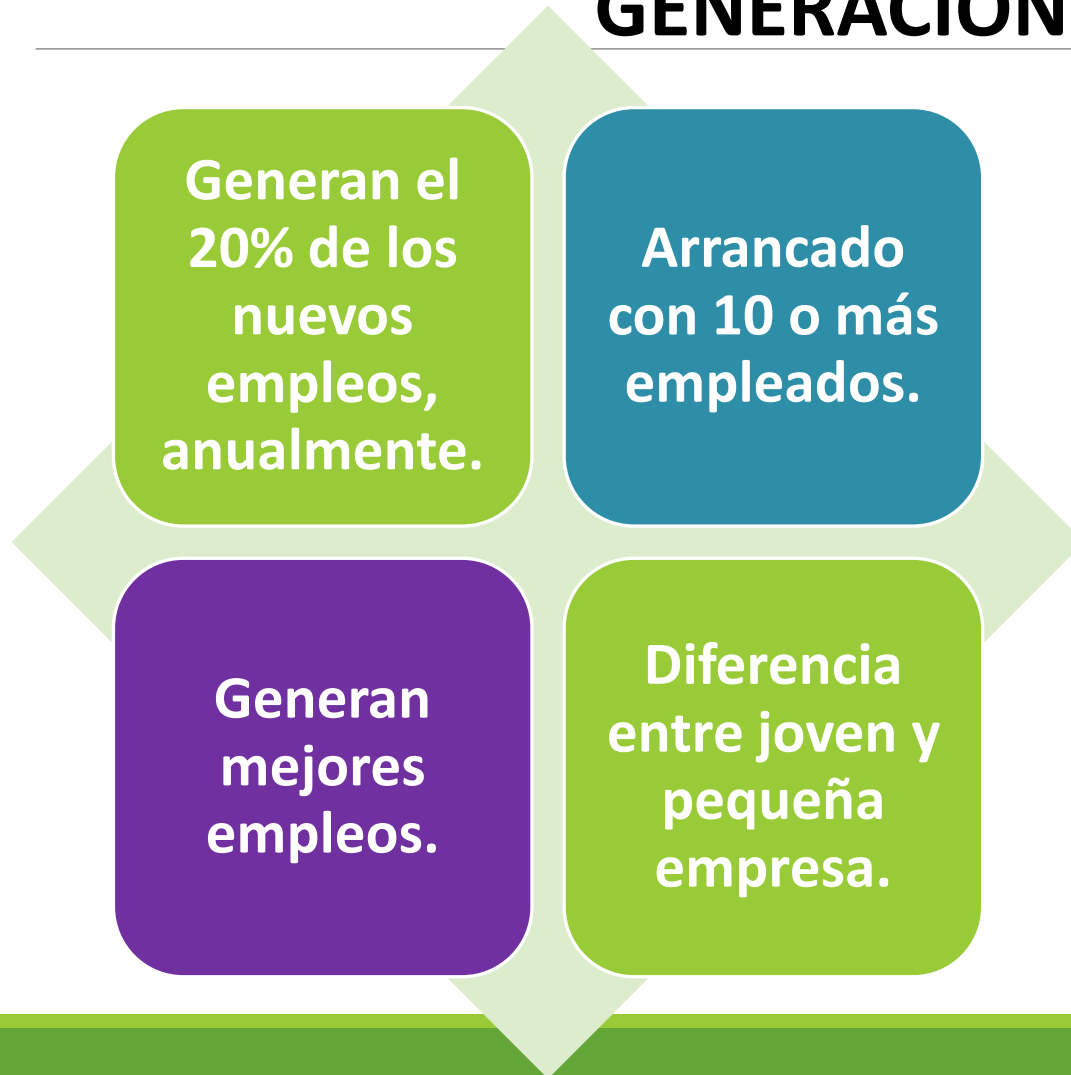 GENERACIÓN
Generan el
20% de los
nuevos
empleos,
anualmente.
Arrancado
con 10 o más
empleados.
Generan
mejores
empleos.
Diferencia
entre joven y
pequeña
empresa.